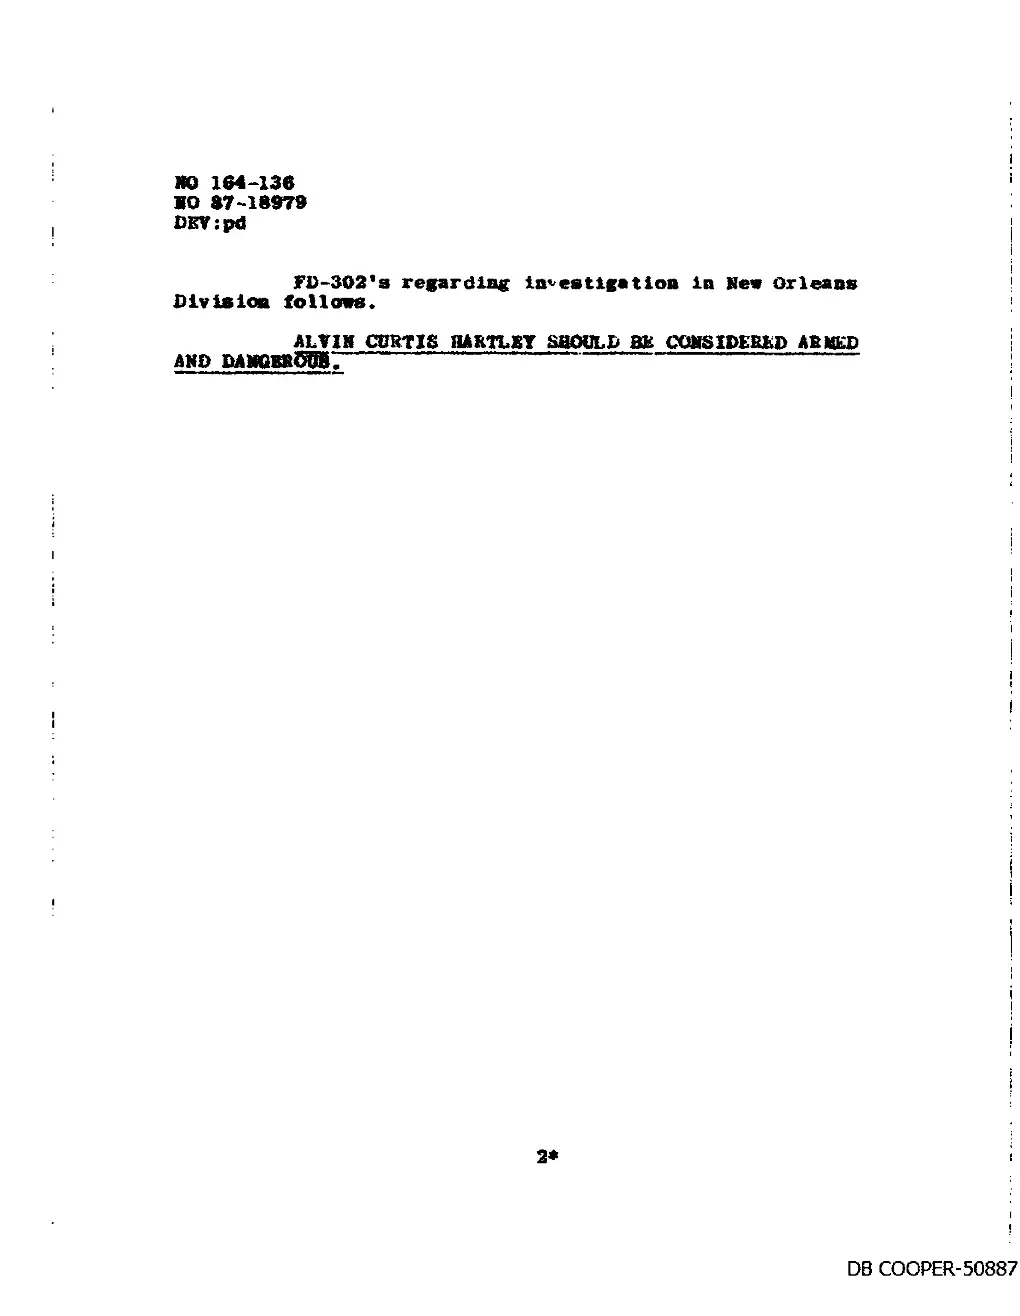 NO 164-136
NO 87-18979
DEV:pd
FD-302's regarding investigation in New Orleans
Division follows.
ALVIN CURTIS HARTLEY SHOULD BE CONSIDERED ARMED
AND DANGEROUS.
2*
DB COOPER-50887